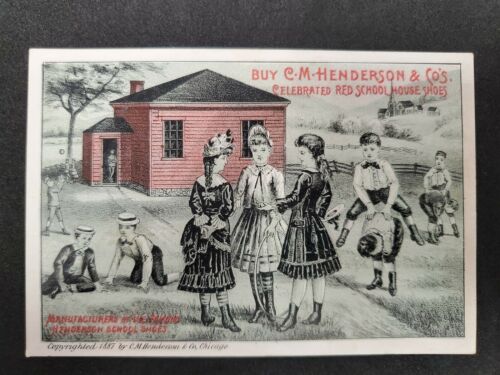 BUY C.M. HENDERSON & CO'S.
CELEBRATED RED SCHOOL HOUSE SHOES
MANUFACTURERS OF THE
HENDERSON SCHOOL SHOES
Copyrighted 1887 by C.M. Henderson & Co, Chicago